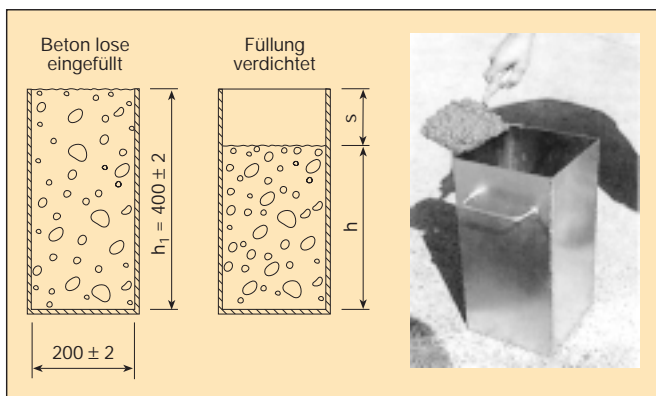 Beton lose
eingefüllt
Füllung
verdichtet
h₁ = 400 ± 2
s
h
200 ± 2